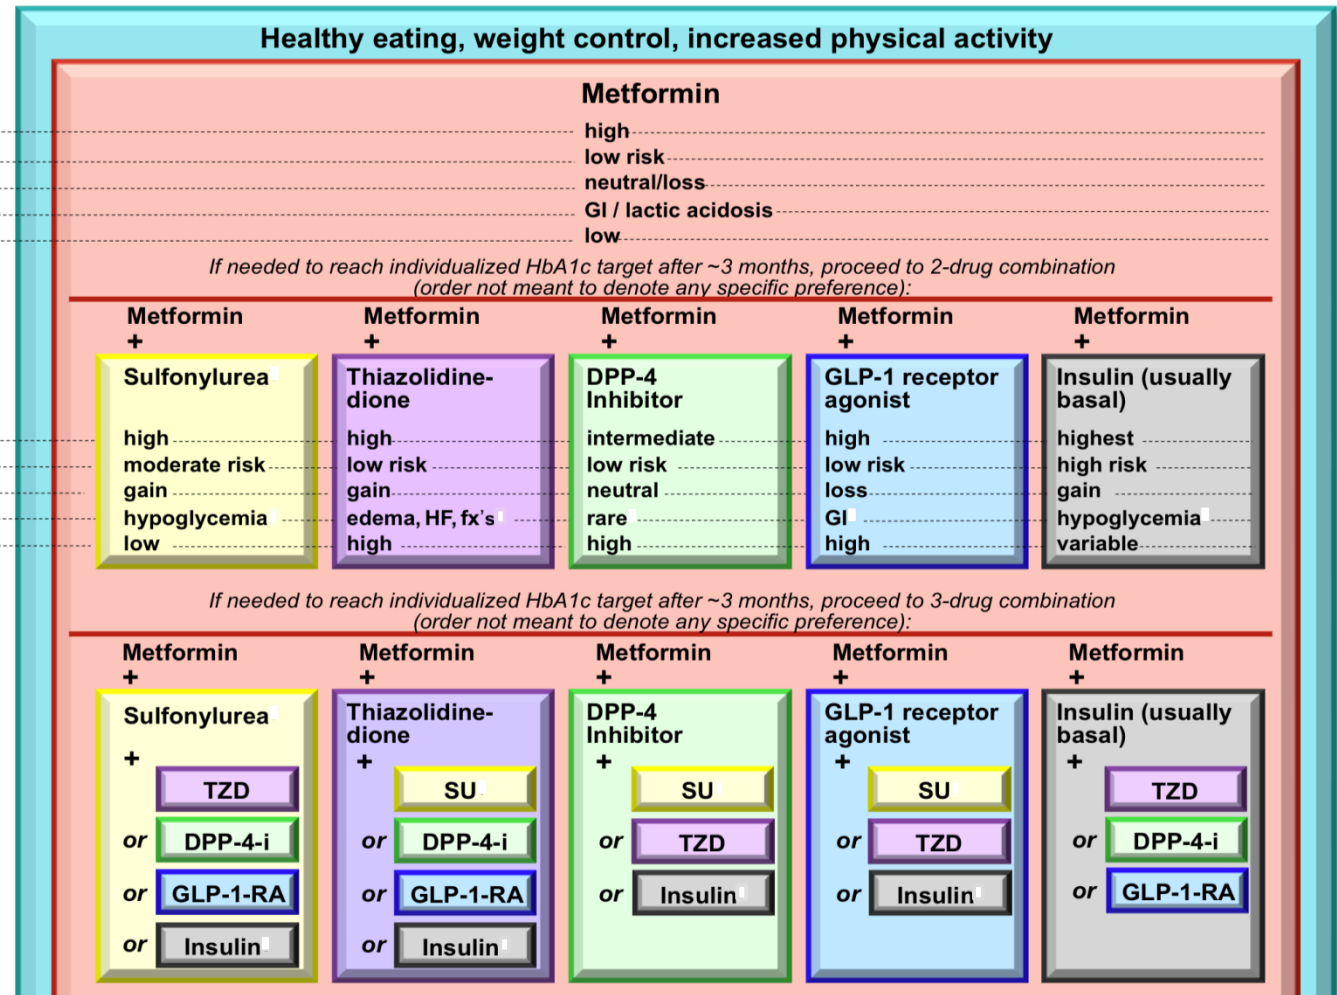 Healthy eating, weight control, increased physical activity
Metformin
high
low risk
neutral/loss
GI / lactic acidosis
low
If needed to reach individualized HbA1c target after ~3 months, proceed to 2-drug combination
(order not meant to denote any specific preference):
Metformin
+
Sulfonylurea
high
moderate risk
gain
hypoglycemia
low
Metformin
+
Thiazolidine-
dione
high
low risk
gain
edema, HF, fx's
high
Metformin
+
DPP-4
Inhibitor
intermediate
low risk
neutral
rare
high
Metformin
+
GLP-1 receptor
agonist
high
low risk
loss
GI
high
Metformin
+
Insulin (usually
basal)
highest
high risk
gain
hypoglycemia
variable
If needed to reach individualized HbA1c target after ~3 months, proceed to 3-drug combination
(order not meant to denote any specific preference):
Metformin
+
Sulfonylurea
+
TZD
or DPP-4-i
or GLP-1-RA
or Insulin
Metformin
+
Thiazolidine-
dione
+
SU
or DPP-4-i
or GLP-1-RA
or Insulin
Metformin
+
DPP-4
Inhibitor
+
SU
or TZD
or Insulin
Metformin
+
GLP-1 receptor
agonist
+
SU
or TZD
or Insulin
Metformin
+
Insulin (usually
basal)
+
TZD
or DPP-4-i
or GLP-1-RA